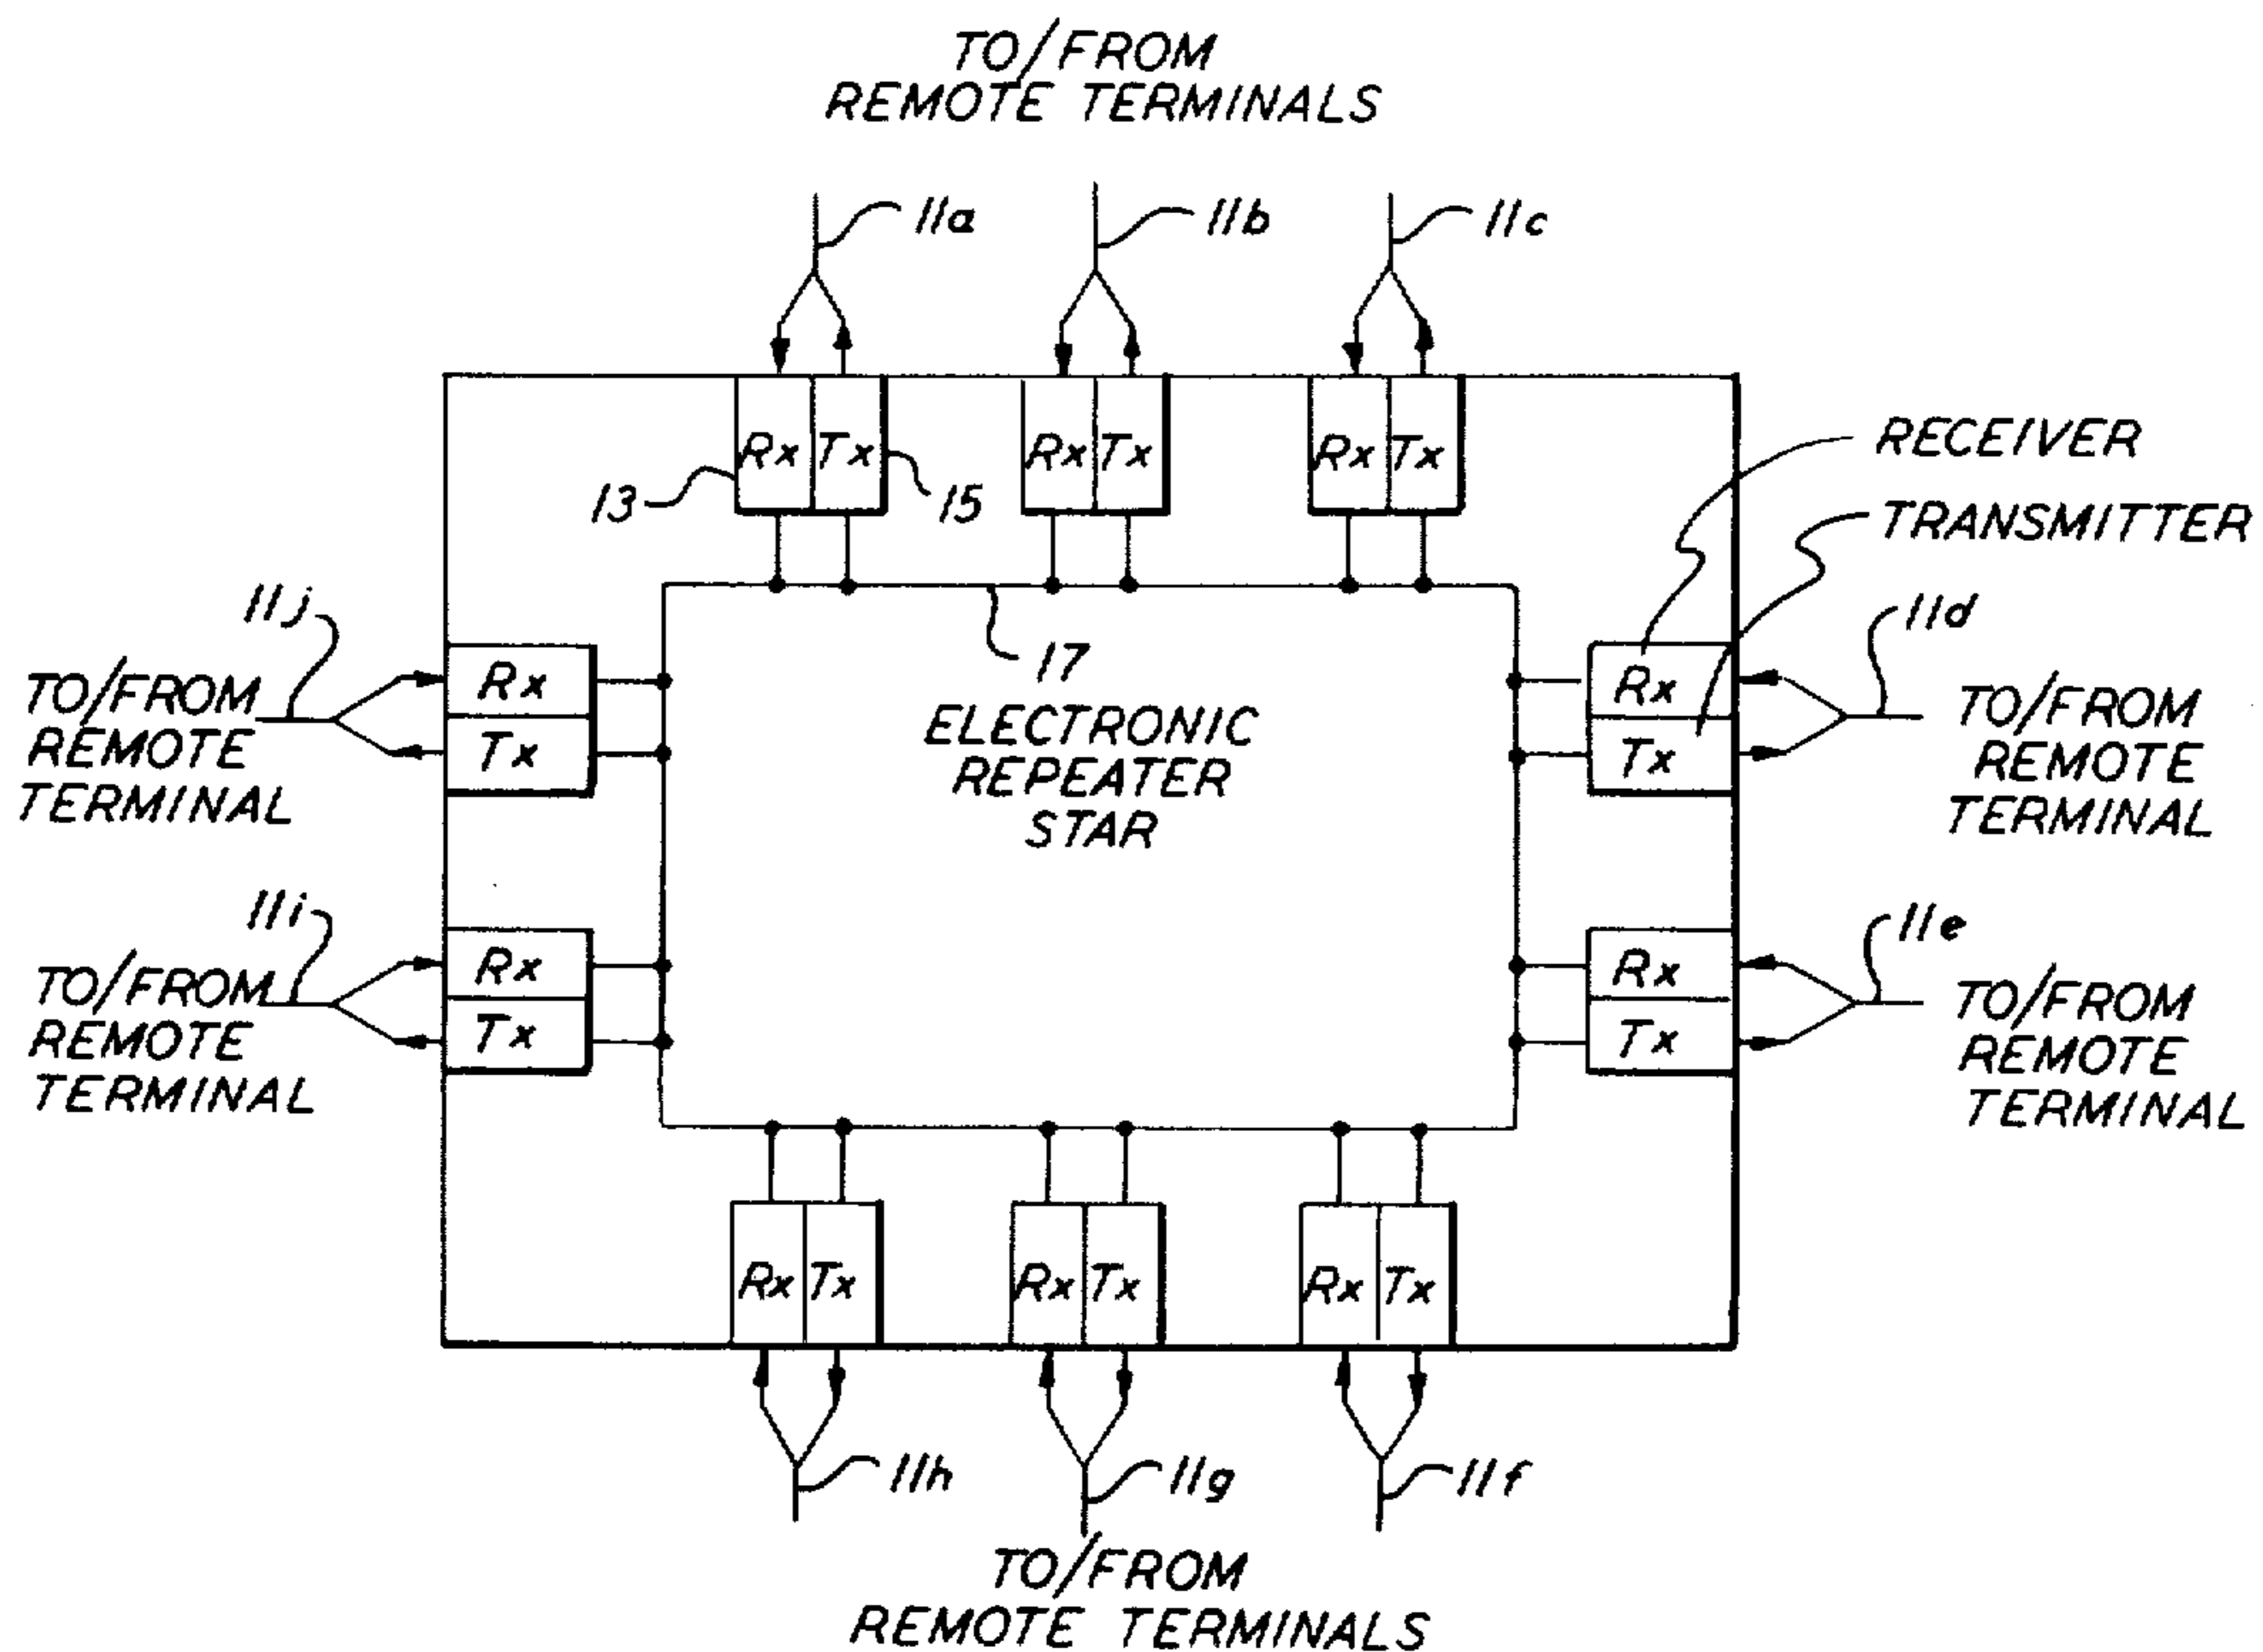 TO/FROM
REMOTE TERMINALS
11a
11b
11c
Rx Tx
Rx Tx
Rx Tx
13
15
RECEIVER
TRANSMITTER
17
11j
11d
Rx
Tx
Rx
Tx
TO/FROM
REMOTE
TERMINAL
ELECTRONIC
REPEATER
STAR
TO/FROM
REMOTE
TERMINAL
11i
11e
Rx
Tx
Rx
Tx
TO/FROM
REMOTE
TERMINAL
TO/FROM
REMOTE
TERMINAL
Rx Tx
Rx Tx
Rx Tx
11h
11g
11f
TO/FROM
REMOTE TERMINALS